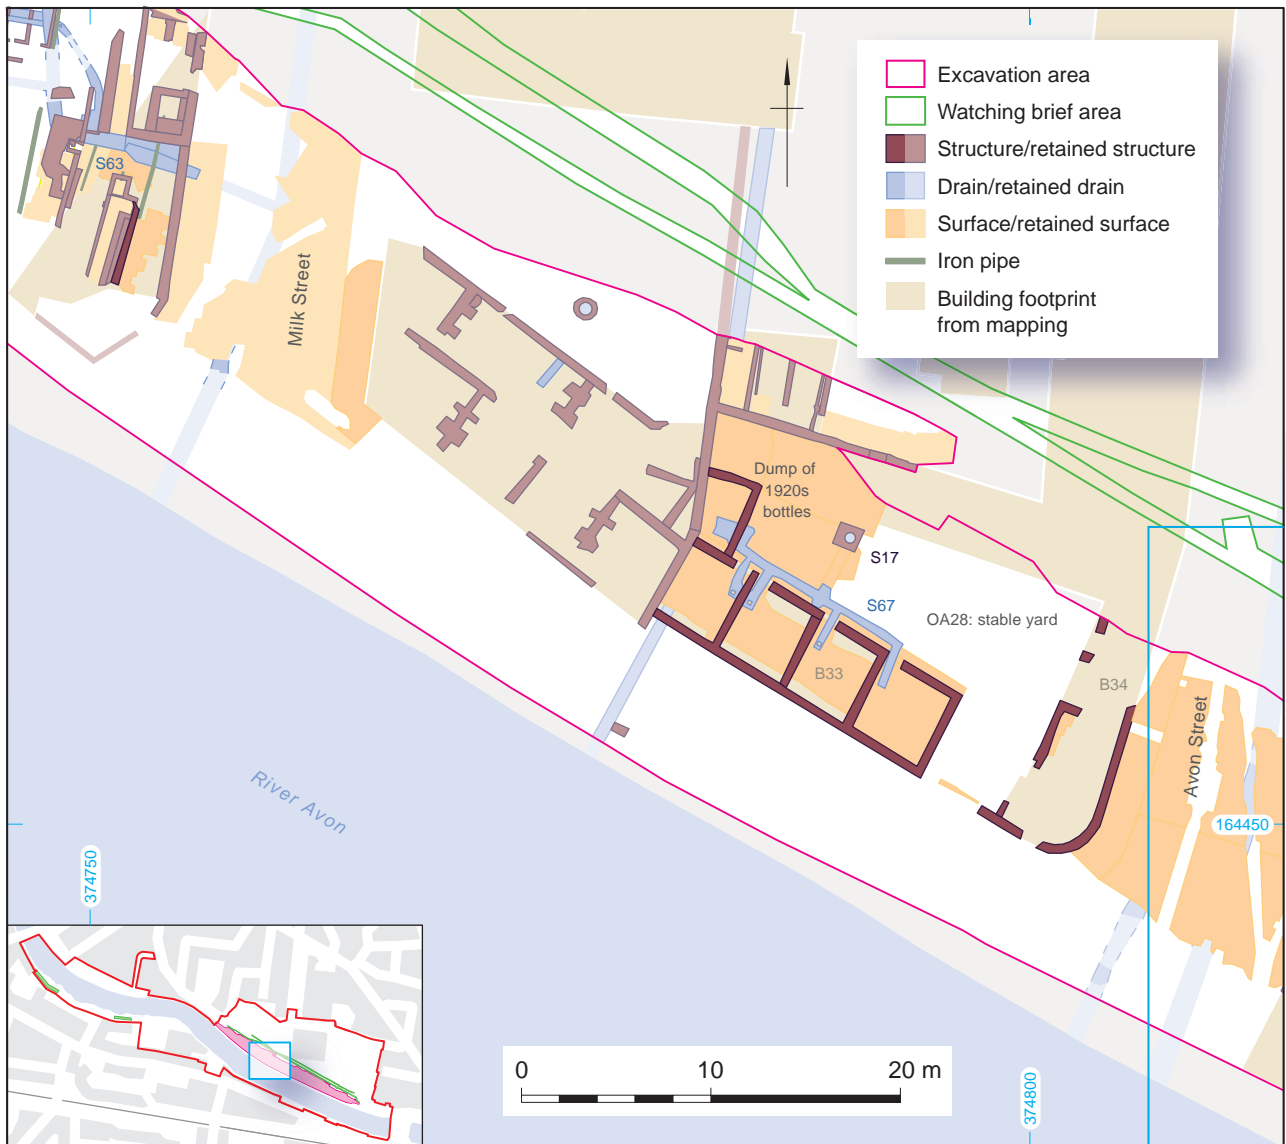 Excavation area
Watching brief area
Structure/retained structure
Drain/retained drain
Surface/retained surface
Iron pipe
Building footprint
from mapping
S63
Milk Street
Dump of
1920s
bottles
S17
S67
OA28: stable yard
B33
B34
Avon Street
River Avon
164450
374750
374800
0 10 20 m